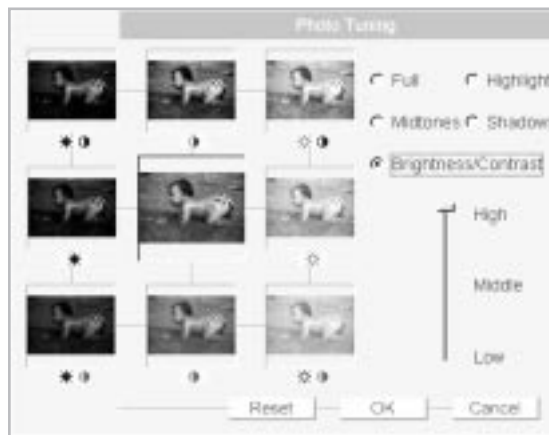 Photo Tuning
Full Highlight
Midtones Shadow
Brightness/Contrast
High
Middle
Low
Reset OK Cancel